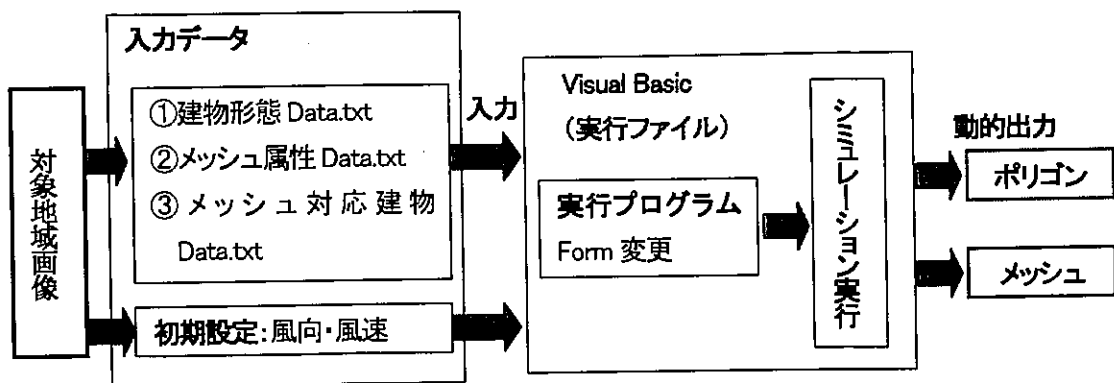 対象地域画像
入力データ
①建物形態 Data.txt
②メッシュ属性 Data.txt
③メッシュ対応建物
Data.txt
初期設定:風向・風速
入力
Visual Basic
（実行ファイル）
実行プログラム
Form 変更
シミュレーション実行
動的出力
ポリゴン
メッシュ